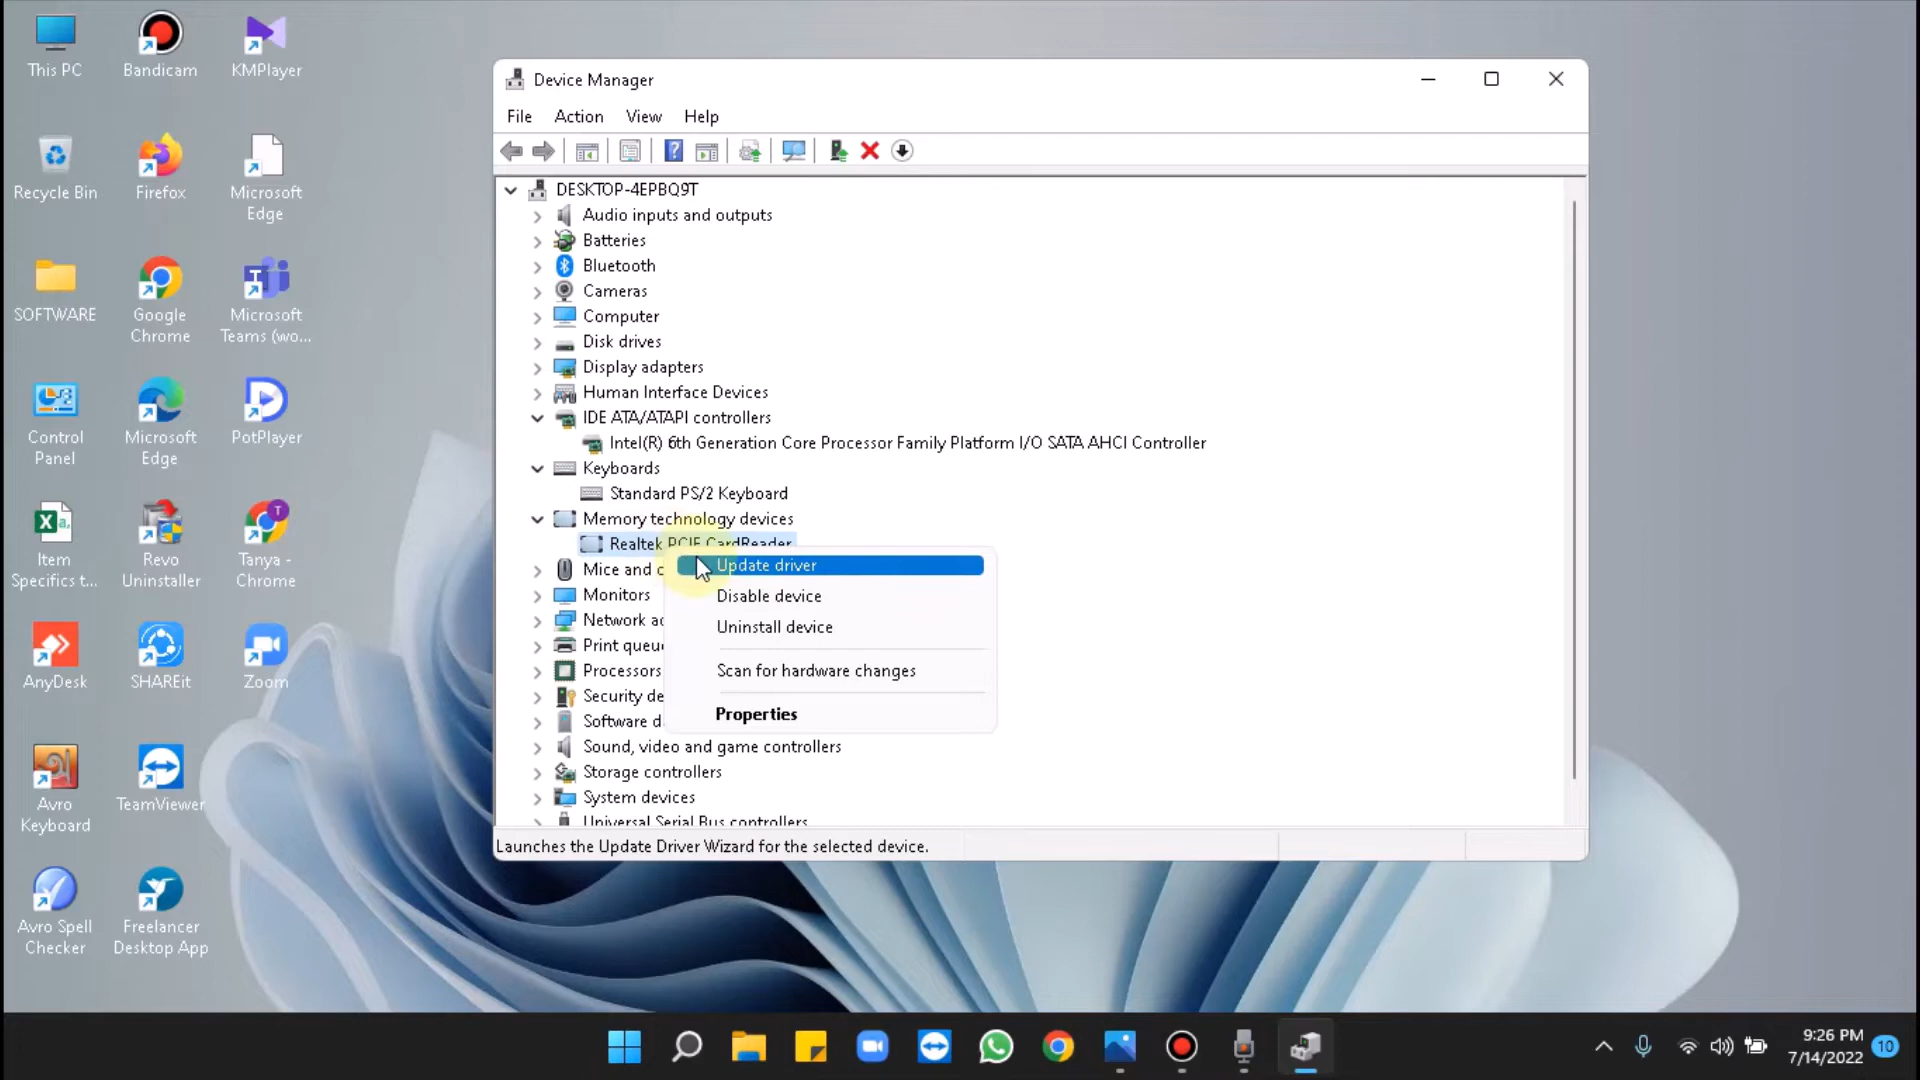 This PC
Bandicam
KMPlayer
Recycle Bin
Firefox
Microsoft
Edge
SOFTWARE
Google
Chrome
Microsoft
Teams (wo...
Control
Panel
Microsoft
Edge
PotPlayer
Item
Specifics t...
Revo
Uninstaller
Tanya -
Chrome
AnyDesk
SHAREit
Zoom
Avro
Keyboard
TeamViewer
Avro Spell
Checker
Freelancer
Desktop App
Device Manager
File Action View Help
DESKTOP-4EPBQ9T
Audio inputs and outputs
Batteries
Bluetooth
Cameras
Computer
Disk drives
Display adapters
Human Interface Devices
IDE ATA/ATAPI controllers
Intel(R) 6th Generation Core Processor Family Platform I/O SATA AHCI Controller
Keyboards
Standard PS/2 Keyboard
Memory technology devices
Realtek PCIE CardReader
Mice and
Monitors
Network
Print
Processors
Security
Software
Sound, video and game controllers
Storage controllers
System devices
Universal Serial Bus controllers
Update driver
Disable device
Uninstall device
Scan for hardware changes
Properties
Launches the Update Driver Wizard for the selected device.
9:26 PM
7/14/2022
10